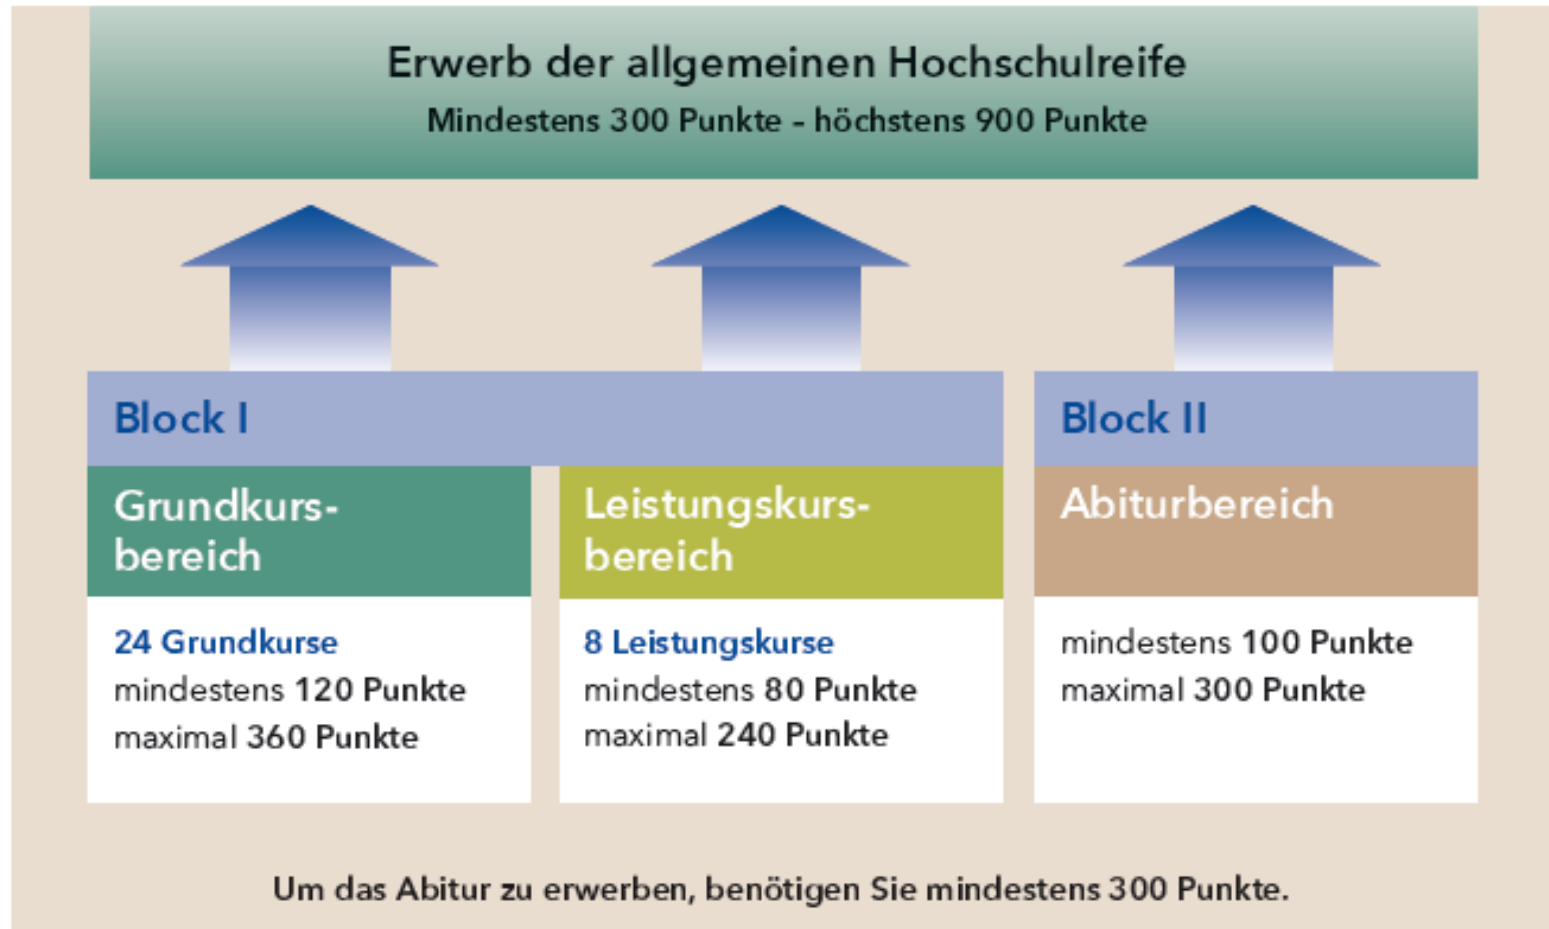 Erwerb der allgemeinen Hochschulreife
Mindestens 300 Punkte – höchstens 900 Punkte
Block I
Grundkurs-
bereich
24 Grundkurse
mindestens 120 Punkte
maximal 360 Punkte
Leistungskurs-
bereich
8 Leistungskurse
mindestens 80 Punkte
maximal 240 Punkte
Block II
Abiturbereich
mindestens 100 Punkte
maximal 300 Punkte
Um das Abitur zu erwerben, benötigen Sie mindestens 300 Punkte.